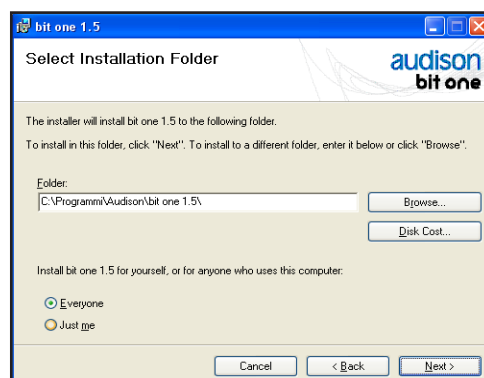 bit one 1.5
Select Installation Folder
audison
bit one
The installer will install bit one 1.5 to the following folder.
To install in this folder, click "Next". To install to a different folder, enter it below or click "Browse".
Folder:
C:\Programmi\Audison\bit one 1.5\
Browse...
Disk Cost...
Install bit one 1.5 for yourself, or for anyone who uses this computer:
Everyone
Just me
Cancel
< Back
Next >